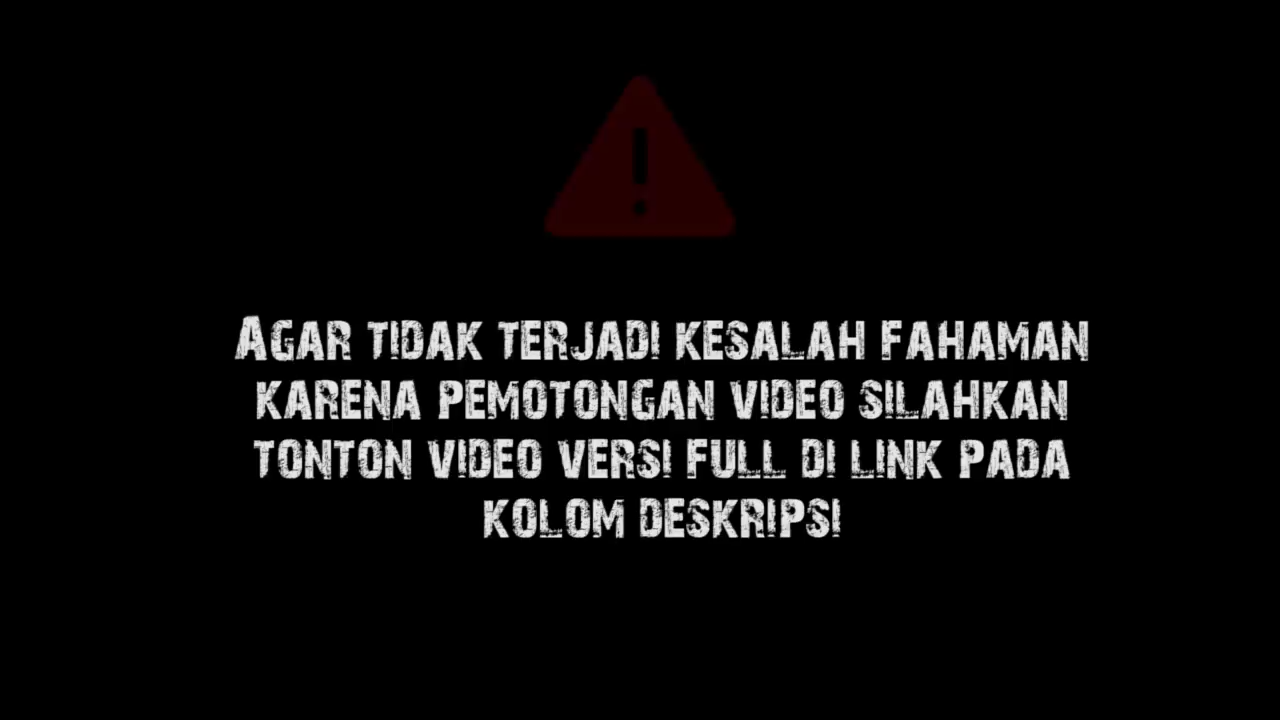 Agar tidak terjadi kesalah fahaman
karena pemotongan video silahkan
tonton video versi full di link pada
kolom deskripsi